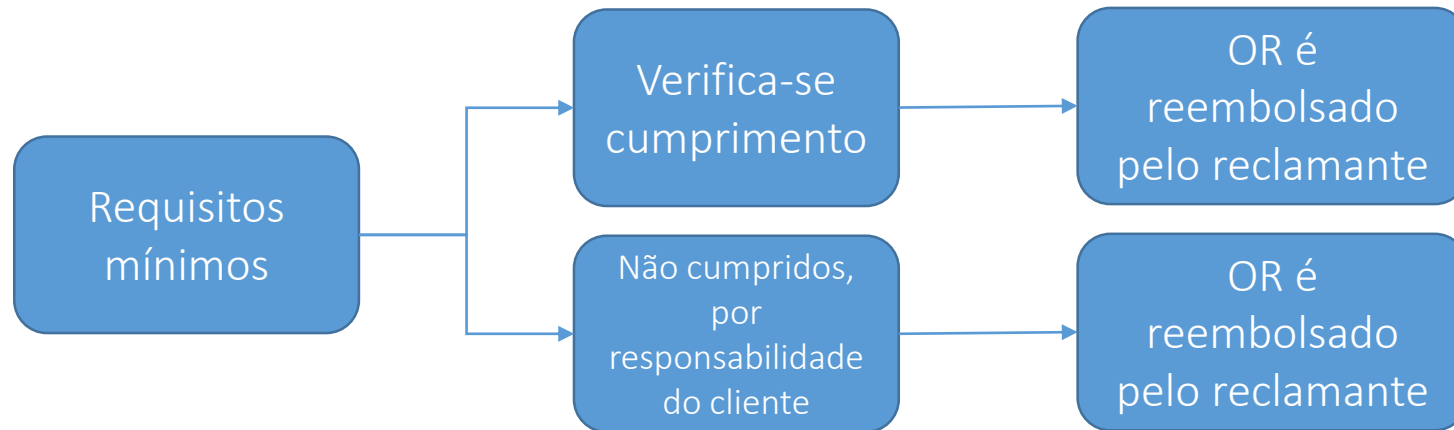 Requisitos
mínimos
Verifica-se
cumprimento
OR é
reembolsado
pelo reclamante
Não cumpridos,
por
responsabilidade
do cliente
OR é
reembolsado
pelo reclamante